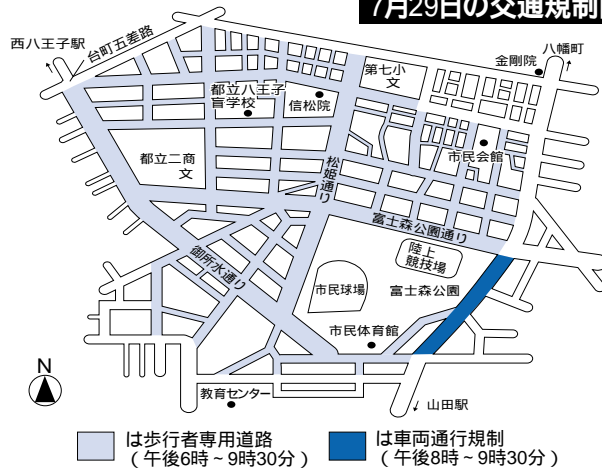 7月29日の交通規制
西八王子駅
台町五差路
八幡町
金剛院
第七小
文
都立八王子
盲学校
信松院
市民会館
都立二商
文
松姫通り
富士森公園通り
陸上
競技場
御所水通り
市民球場
富士森公園
市民体育館
N
教育センター
山田駅
は歩行者専用道路
(午後6時~9時30分)
は車両通行規制
(午後8時~9時30分)